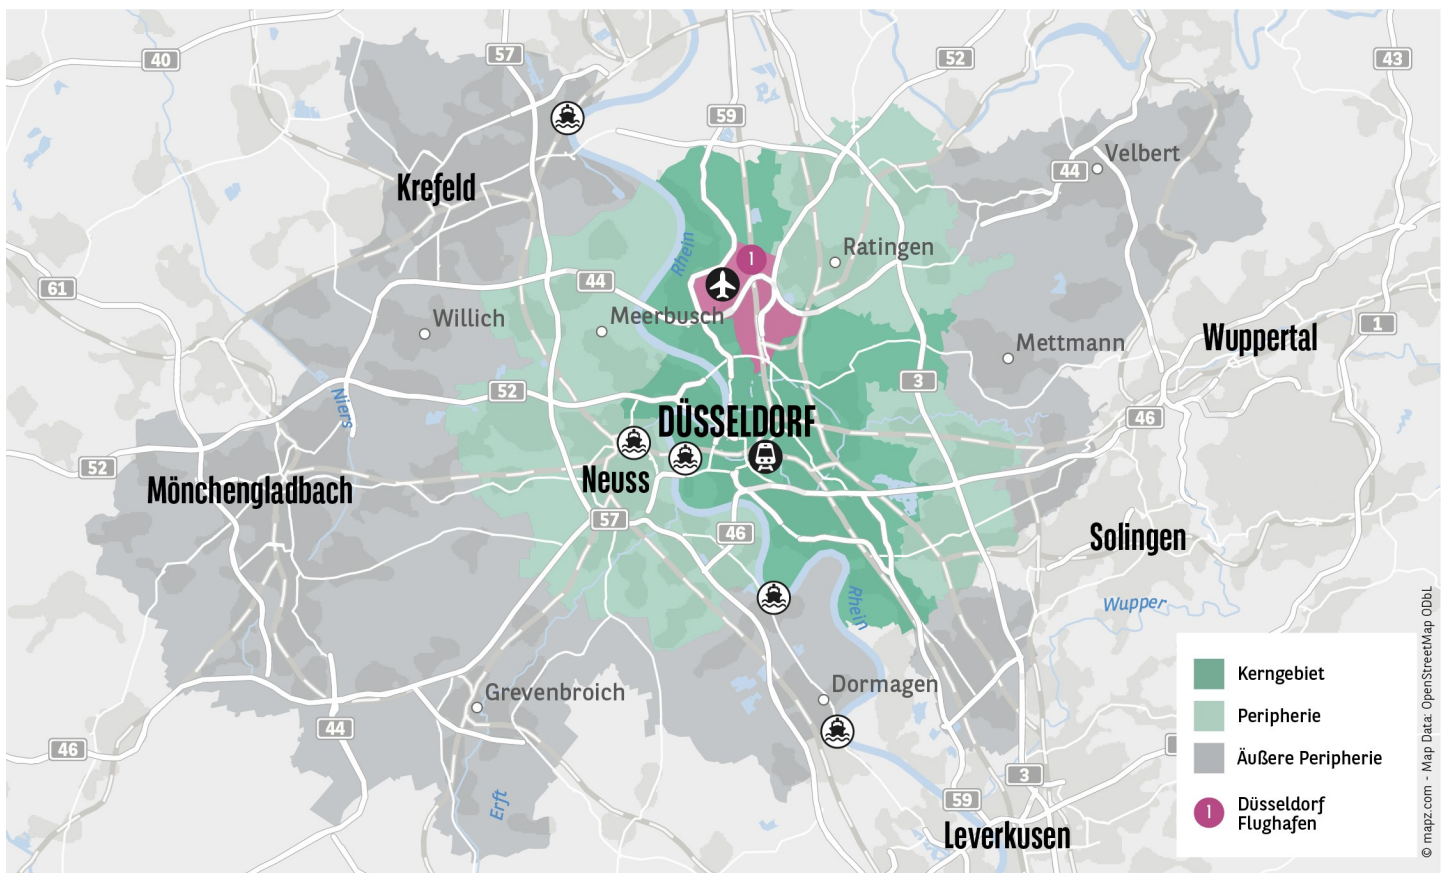 40
57
52
43
59
Velbert
44
Krefeld
Rhein
1
Ratingen
61
44
Willich
Meerbusch
1
Mettmann
Wuppertal
3
52
Niers
DÜSSELDORF
46
52
Mönchengladbach
Neuss
57
46
Solingen
Rhein
Wupper
Dormagen
Grevenbroich
44
46
Erft
3
59
Leverkusen
Kerngebiet
Peripherie
Äußere Peripherie
1
Düsseldorf
Flughafen
© mapz.com - Map Data: OpenStreetMap ODbL